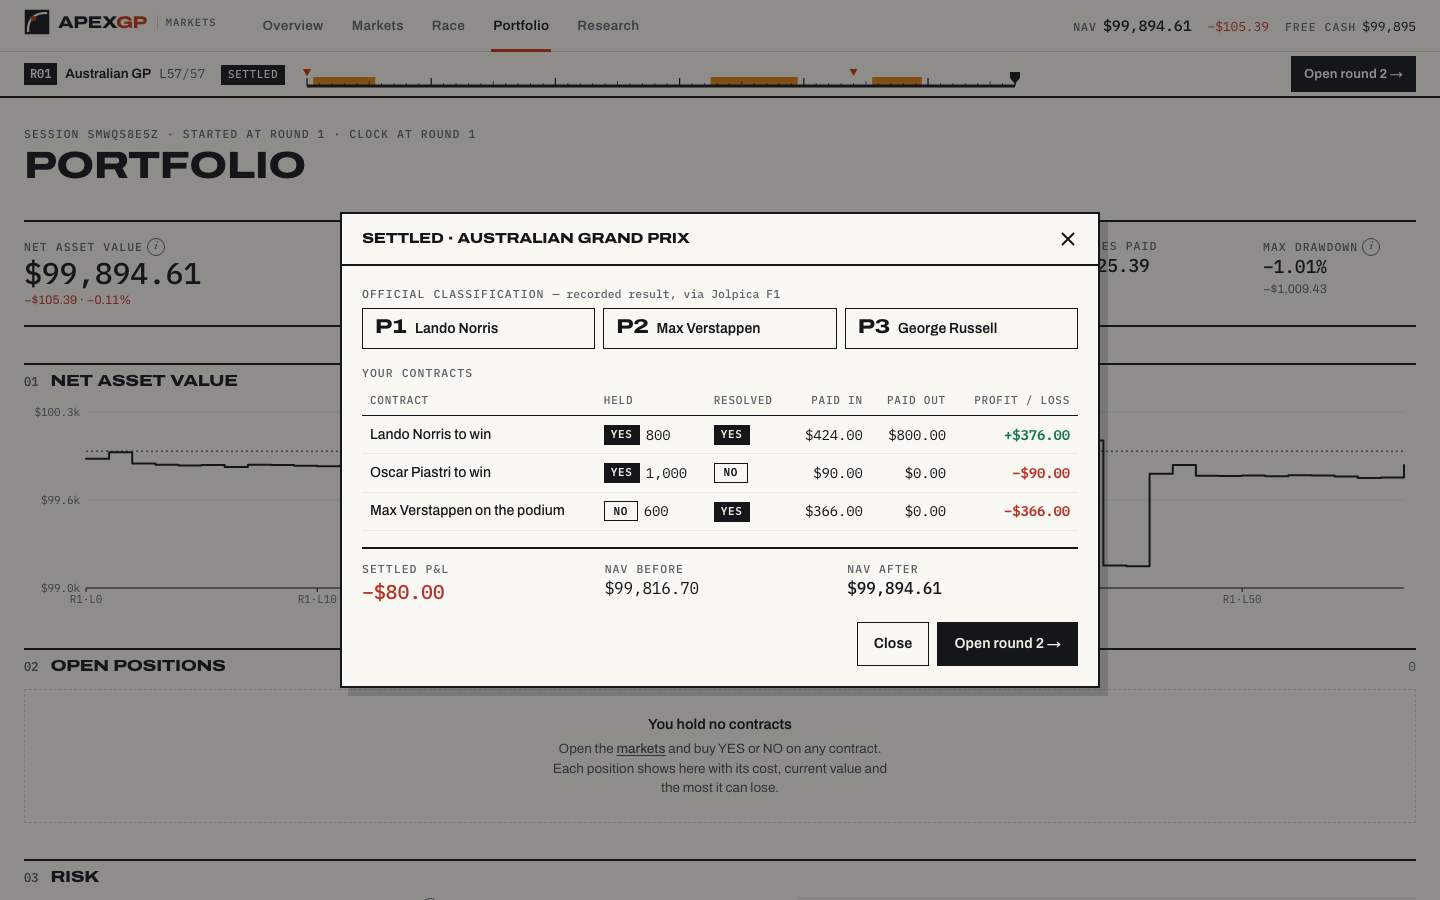 APEXGP MARKETS Overview Markets Race Portfolio Research NAV $99,894.61 −$105.39 FREE CASH $99,895
R01 Australian GP L57/57 SETTLED Open round 2 →
SESSION SMWQS8E5Z · STARTED AT ROUND 1 · CLOCK AT ROUND 1
PORTFOLIO
NET ASSET VALUE i
$99,894.61
−$105.39 · −0.11%
ES PAID
25.39
MAX DRAWDOWN i
−1.01%
−$1,009.43
SETTLED · AUSTRALIAN GRAND PRIX
OFFICIAL CLASSIFICATION — recorded result, via Jolpica F1
P1 Lando Norris P2 Max Verstappen P3 George Russell
YOUR CONTRACTS
CONTRACT HELD RESOLVED PAID IN PAID OUT PROFIT / LOSS
Lando Norris to win YES 800 YES $424.00 $800.00 +$376.00
Oscar Piastri to win YES 1,000 NO $90.00 $0.00 −$90.00
Max Verstappen on the podium NO 600 YES $366.00 $0.00 −$366.00
SETTLED P&L NAV BEFORE NAV AFTER
−$80.00 $99,816.70 $99,894.61
Close Open round 2 →
01 NET ASSET VALUE
$100.3k
$99.6k
$99.0k
R1·L0 R1·L10 R1·L50
02 OPEN POSITIONS 0
You hold no contracts
Open the markets and buy YES or NO on any contract.
Each position shows here with its cost, current value and
the most it can lose.
03 RISK